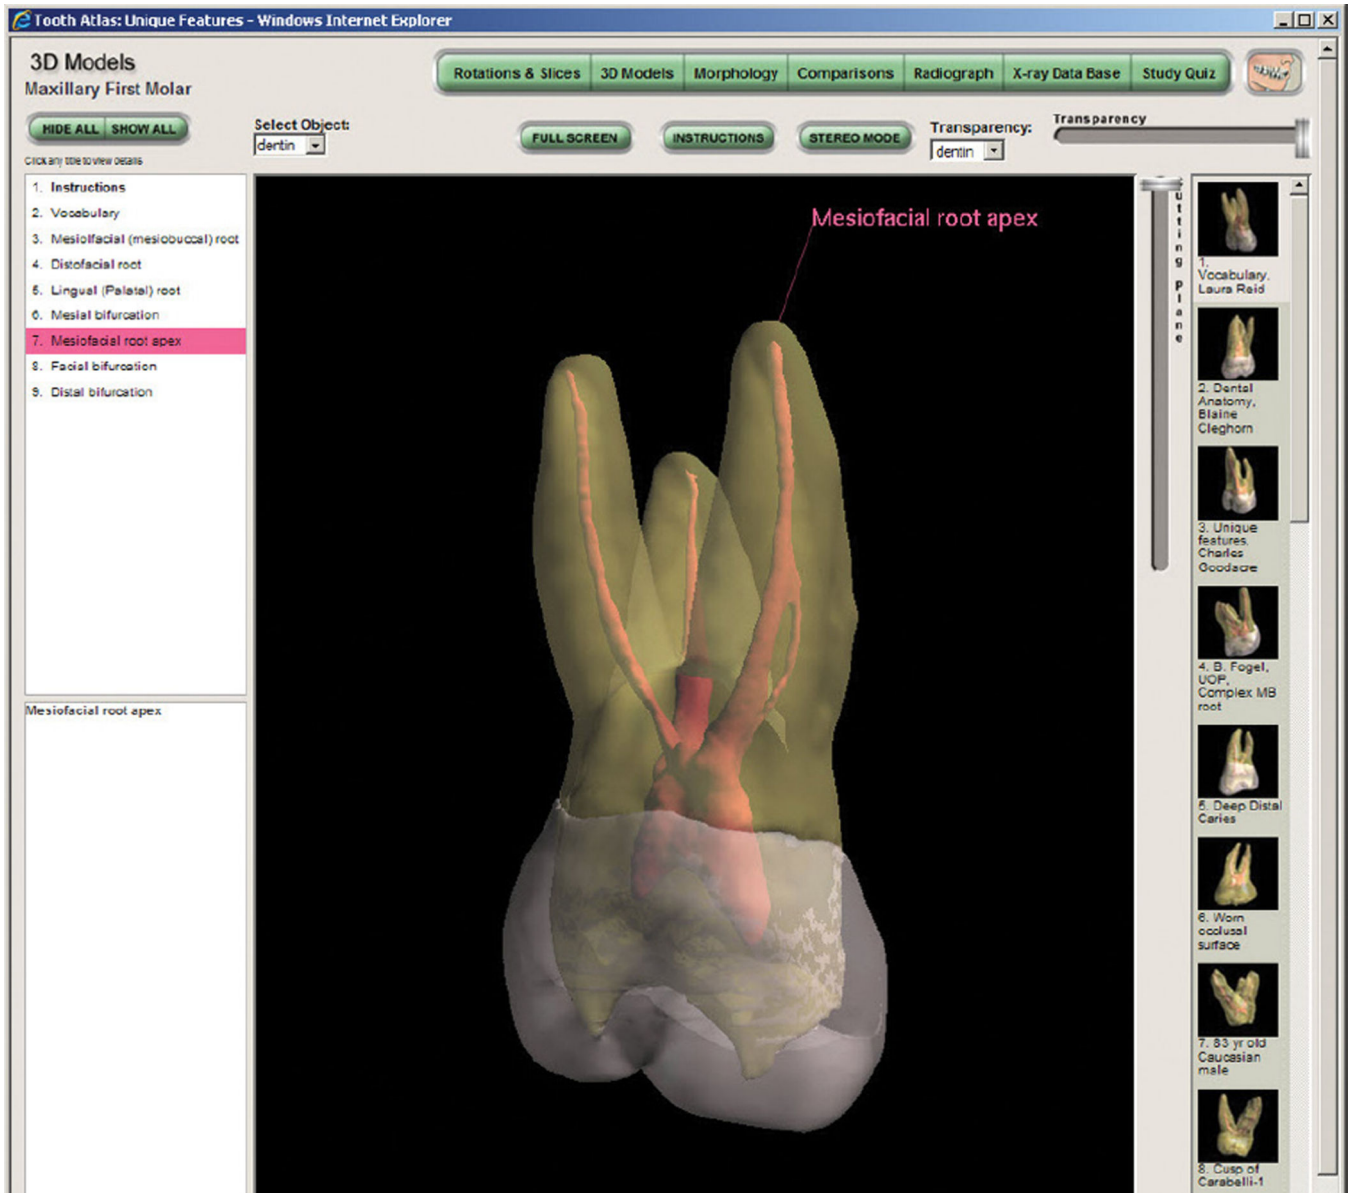 Tooth Atlas: Unique Features - Windows Internet Explorer
3D Models
Maxillary First Molar
Rotations & Slices 3D Models Morphology Comparisons Radiograph X-ray Data Base Study Quiz
HIDE ALL SHOW ALL
Click any title to view details
Select Object:
dentin
FULL SCREEN
INSTRUCTIONS
STEREO MODE
Transparency:
dentin
Transparency
1. Instructions
2. Vocabulary
3. Mesiolfacial (mesiobuccal) root
4. Distofacial root
5. Lingual (Palatal) root
6. Mesial bifurcation
7. Mesiofacial root apex
8. Facial bifurcation
9. Distal bifurcation
Mesiofacial root apex
Mesiofacial root apex
utting Plane
1.
Vocabulary.
Laura Reid
2. Dental
Anatomy,
Blaine
Cleghorn
3. Unique
features.
Charles
Goodacre
4. B. Fogel,
UOP,
Complex MB
root
5. Deep Distal
Caries
6. Worn
occlusal
surface
7. 83 yr old
Caucasian
male
8. Cusp of
Carabelli-1